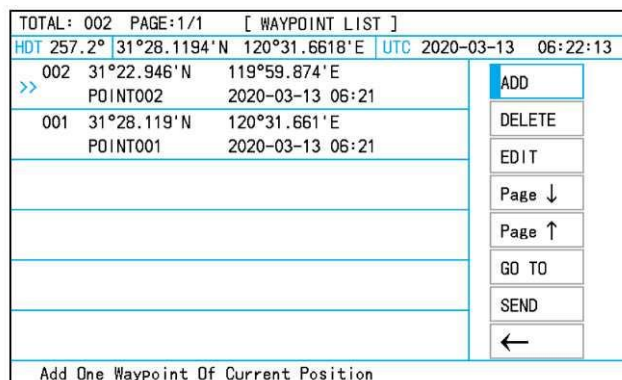 TOTAL: 002 PAGE:1/1 [ WAYPOINT LIST ]
HDT 257.2° 31°28.1194'N 120°31.6618'E UTC 2020-03-13 06:22:13
002 31°22.946'N 119°59.874'E
>> POINT002 2020-03-13 06:21
001 31°28.119'N 120°31.661'E
POINT001 2020-03-13 06:21
ADD
DELETE
EDIT
Page ↓
Page ↑
GO TO
SEND
←
Add One Waypoint Of Current Position